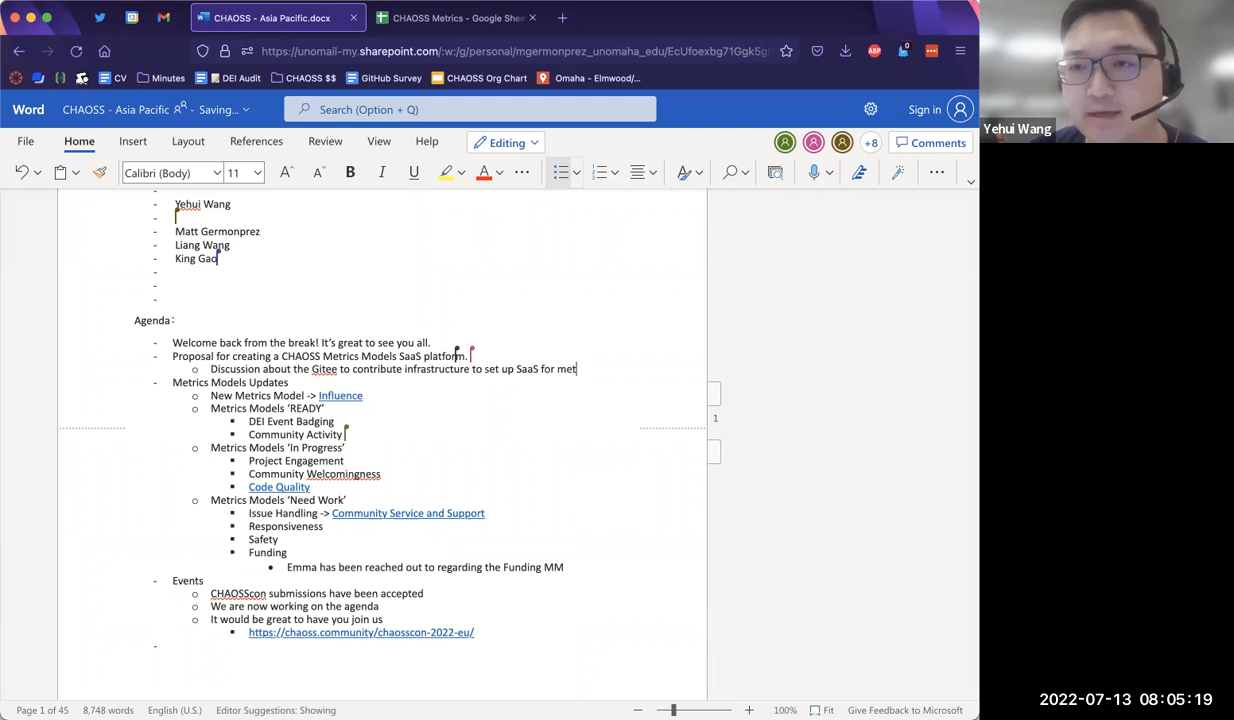 CHAOSS - Asia Pacific.docx
CHAOSS Metrics - Google She
https://unomail-my.sharepoint.com/:w:/g/personal/mgermonprez_unomaha_edu/EcUfoexbg71Ggk5g
CV Minutes DEI Audit CHAOSS $$ GitHub Survey CHAOSS Org Chart Omaha - Elmwood/...
Word CHAOSS - Asia Pacific Saving... Search (Option + Q) Sign in
Yehui Wang
File Home Insert Layout References Review View Help Editing +8 Comments
Calibri (Body) 11
- Yehui Wang
-
- Matt Germonprez
- Liang Wang
- King Gao
-
-
-
Agenda:
- Welcome back from the break! It's great to see you all.
- Proposal for creating a CHAOSS Metrics Models SaaS platform.
o Discussion about the Gitee to contribute infrastructure to set up SaaS for met
- Metrics Models Updates
o New Metrics Model -> Influence
o Metrics Models 'READY'
▪ DEI Event Badging
▪ Community Activity
o Metrics Models 'In Progress'
▪ Project Engagement
▪ Community Welcomingness
▪ Code Quality
o Metrics Models 'Need Work'
▪ Issue Handling -> Community Service and Support
▪ Responsiveness
▪ Safety
▪ Funding
• Emma has been reached out to regarding the Funding MM
- Events
o CHAOSScon submissions have been accepted
o We are now working on the agenda
o It would be great to have you join us
▪ https://chaoss.community/chaosscon-2022-eu/
-
1
Page 1 of 45 8,748 words English (U.S.) Editor Suggestions: Showing 100% Fit Give Feedback to Microsoft
2022-07-13 08:05:19